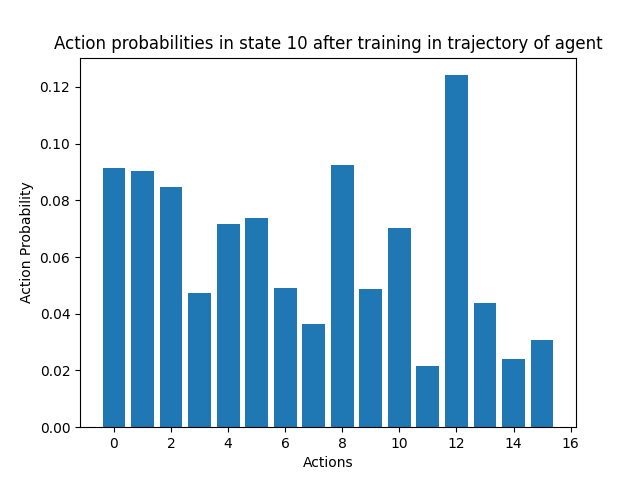 Action probabilities in state 10 after training in trajectory of agent
0.12
0.10
0.08
0.06
0.04
0.02
0.00
Action Probability
0 2 4 6 8 10 12 14 16
Actions